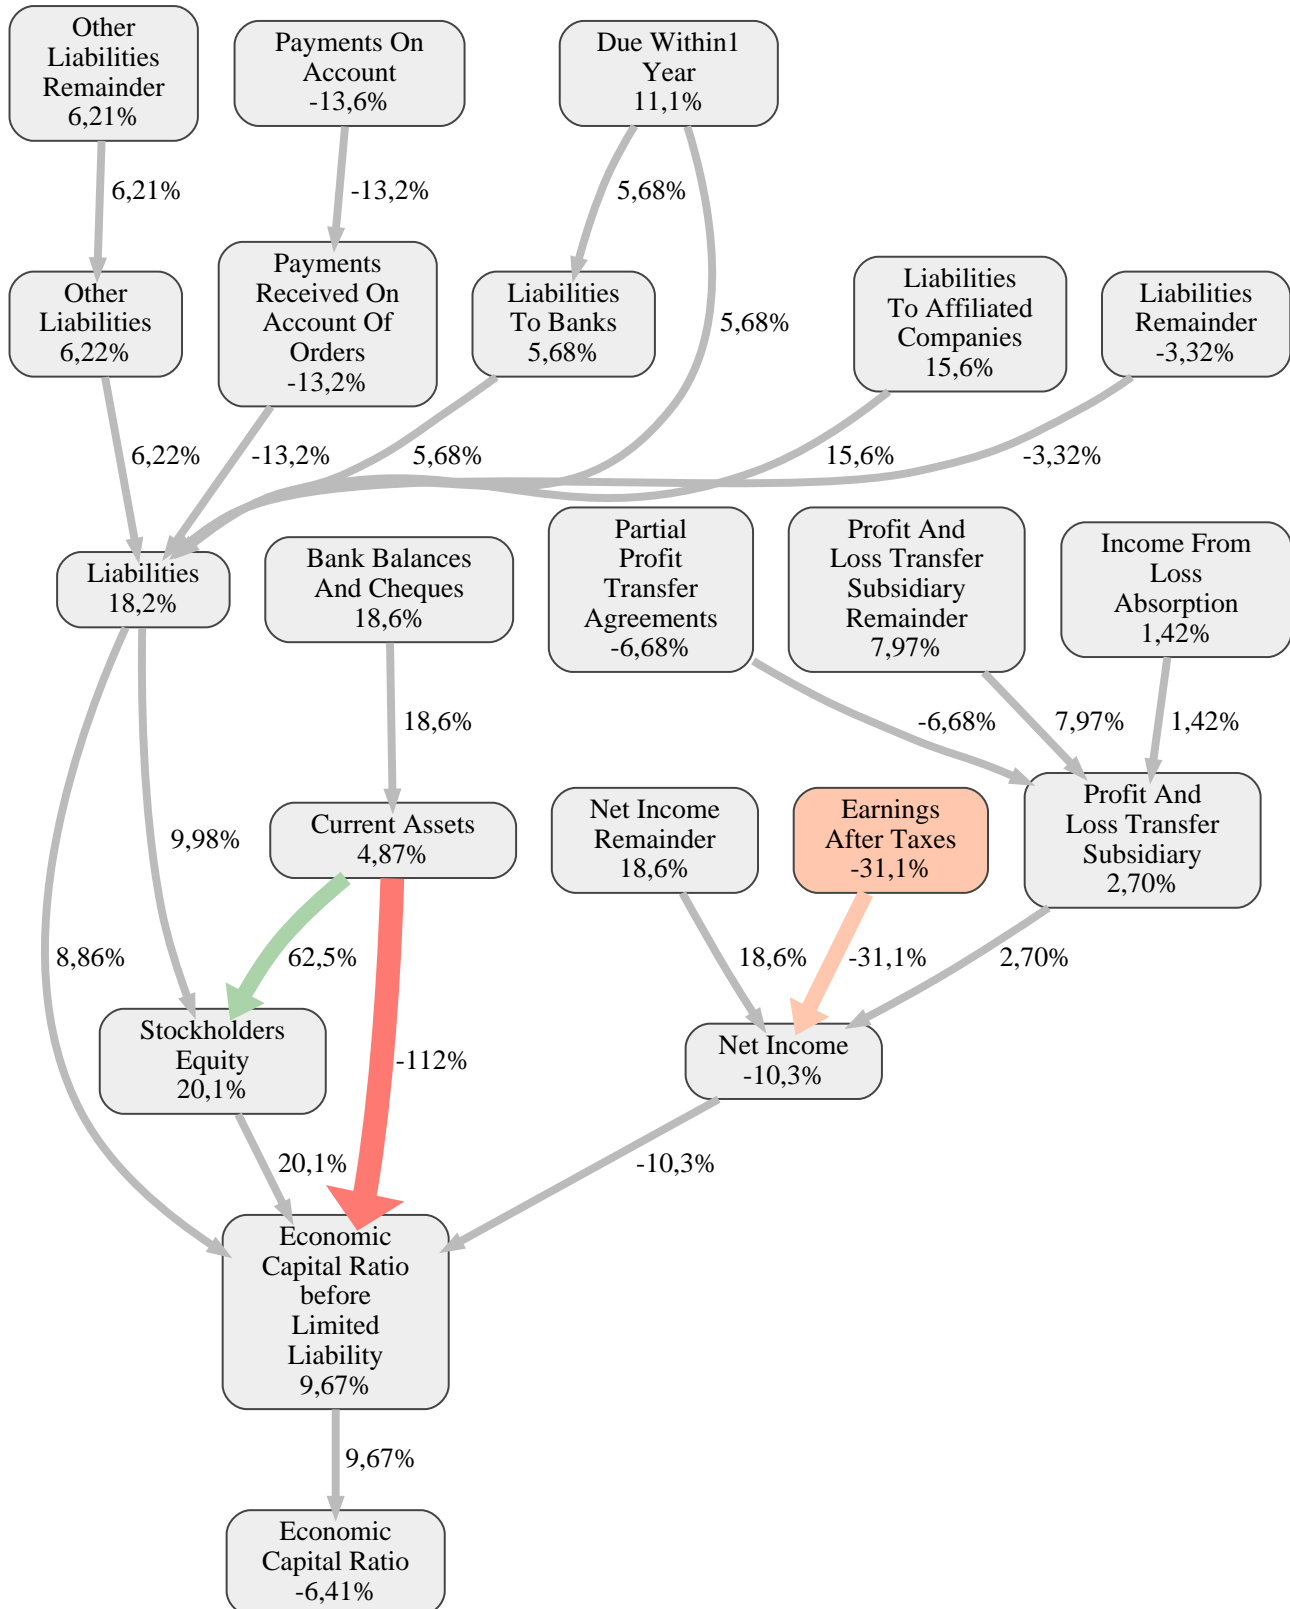 Other
Liabilities
Remainder
6,21%
Payments On
Account
-13,6%
Due Within1
Year
11,1%
6,21%
-13,2%
5,68%
Other
Liabilities
6,22%
Payments
Received On
Account Of
Orders
-13,2%
Liabilities
To Banks
5,68%
5,68%
Liabilities
To Affiliated
Companies
15,6%
Liabilities
Remainder
-3,32%
6,22%
-13,2%
5,68%
15,6%
-3,32%
Liabilities
18,2%
Bank Balances
And Cheques
18,6%
Partial
Profit
Transfer
Agreements
-6,68%
Profit And
Loss Transfer
Subsidiary
Remainder
7,97%
Income From
Loss
Absorption
1,42%
18,6%
-6,68%
7,97%
1,42%
9,98%
Current Assets
4,87%
Net Income
Remainder
18,6%
Earnings
After Taxes
-31,1%
Profit And
Loss Transfer
Subsidiary
2,70%
8,86%
62,5%
18,6%
-31,1%
2,70%
Stockholders
Equity
20,1%
-112%
Net Income
-10,3%
20,1%
-10,3%
Economic
Capital Ratio
before
Limited
Liability
9,67%
9,67%
Economic
Capital Ratio
-6,41%